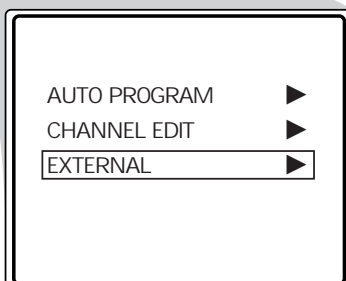 AUTO PROGRAM ▶
CHANNEL EDIT ▶
EXTERNAL ▶